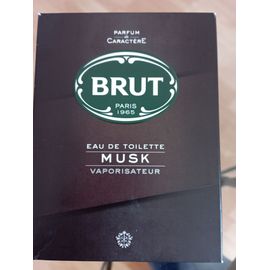 PARFUM
de
CARACTÈRE
BRUT
PARIS
1965
EAU DE TOILETTE
MUSK
VAPORISATEUR